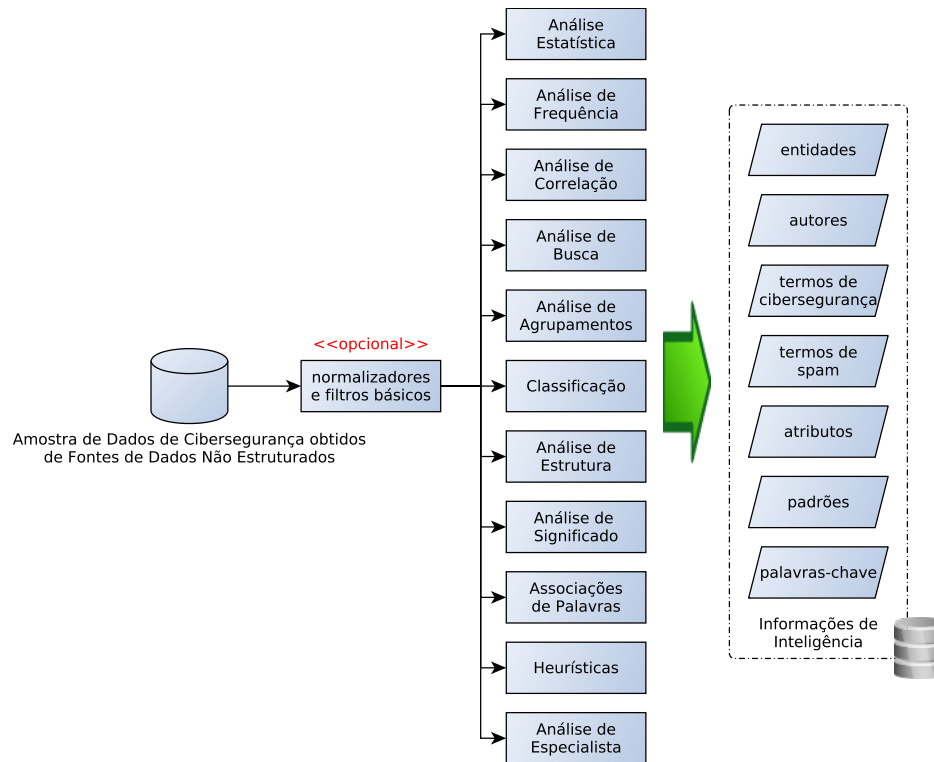 Amostra de Dados de Cibersegurança obtidos
de Fontes de Dados Não Estruturados
<<opcional>>
normalizadores
e filtros básicos
Análise
Estatística
Análise de
Frequência
Análise de
Correlação
Análise de
Busca
Análise de
Agrupamentos
Classificação
Análise de
Estrutura
Análise de
Significado
Associações
de Palavras
Heurísticas
Análise de
Especialista
entidades
autores
termos de
cibersegurança
termos de
spam
atributos
padrões
palavras-chave
Informações de
Inteligência